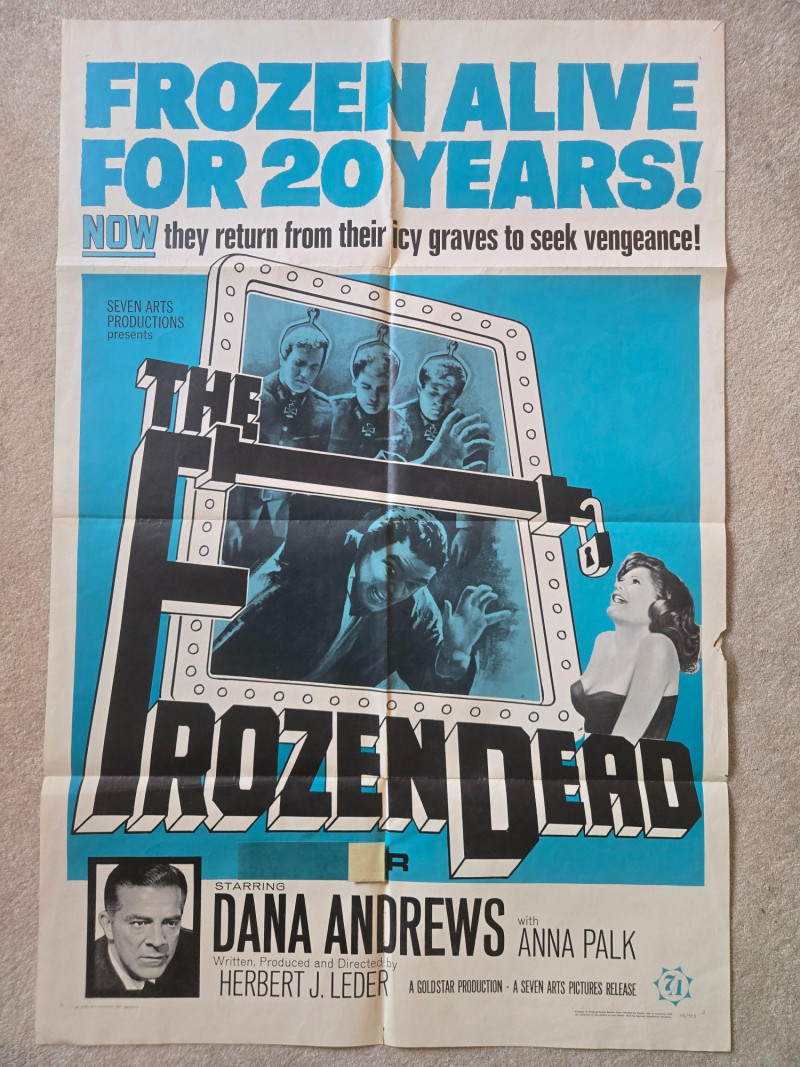 FROZEN ALIVE
FOR 20 YEARS!
NOW they return from their icy graves to seek vengeance!
SEVEN ARTS
PRODUCTIONS
presents
THE
FROZEN DEAD
R
STARRING
DANA ANDREWS with ANNA PALK
Written, Produced and Directed by
HERBERT J. LEDER
A GOLDSTAR PRODUCTION · A SEVEN ARTS PICTURES RELEASE
7A